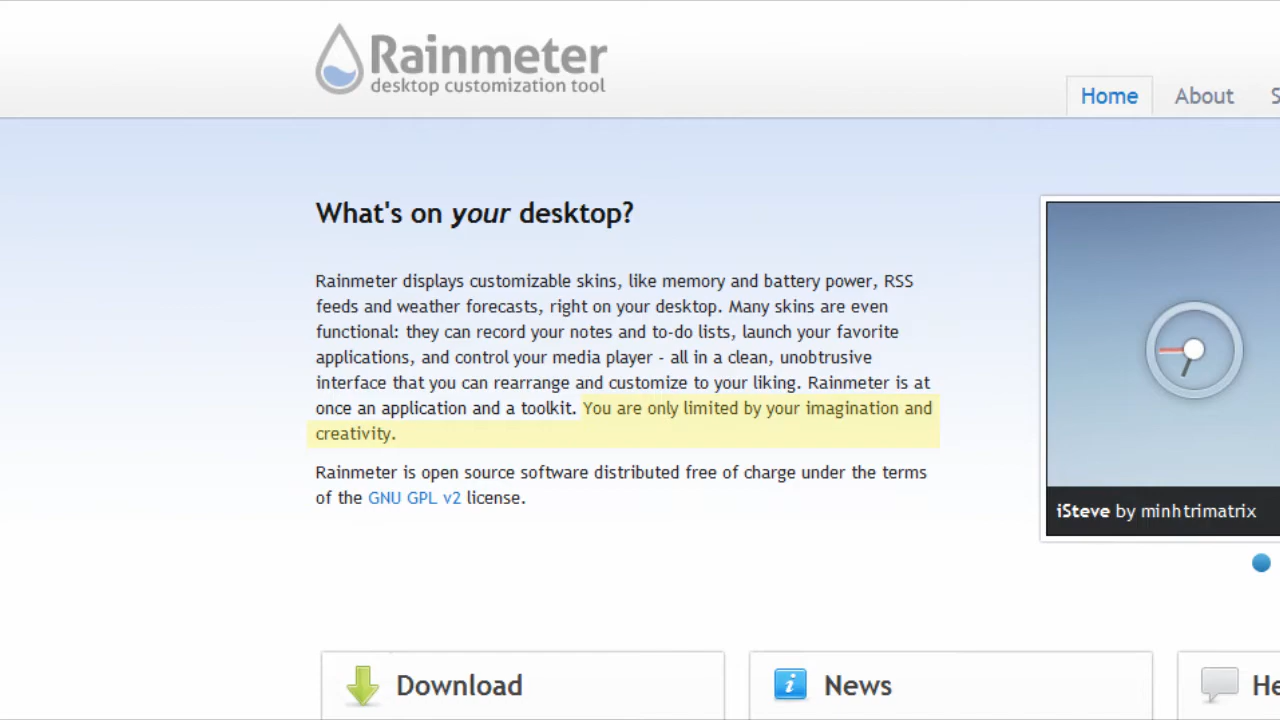 Rainmeter
desktop customization tool
Home
About
S
What's on your desktop?
Rainmeter displays customizable skins, like memory and battery power, RSS
feeds and weather forecasts, right on your desktop. Many skins are even
functional: they can record your notes and to-do lists, launch your favorite
applications, and control your media player - all in a clean, unobtrusive
interface that you can rearrange and customize to your liking. Rainmeter is at
once an application and a toolkit. You are only limited by your imagination and
creativity.
Rainmeter is open source software distributed free of charge under the terms
of the GNU GPL v2 license.
iSteve by minhtrimatrix
Download
News
He